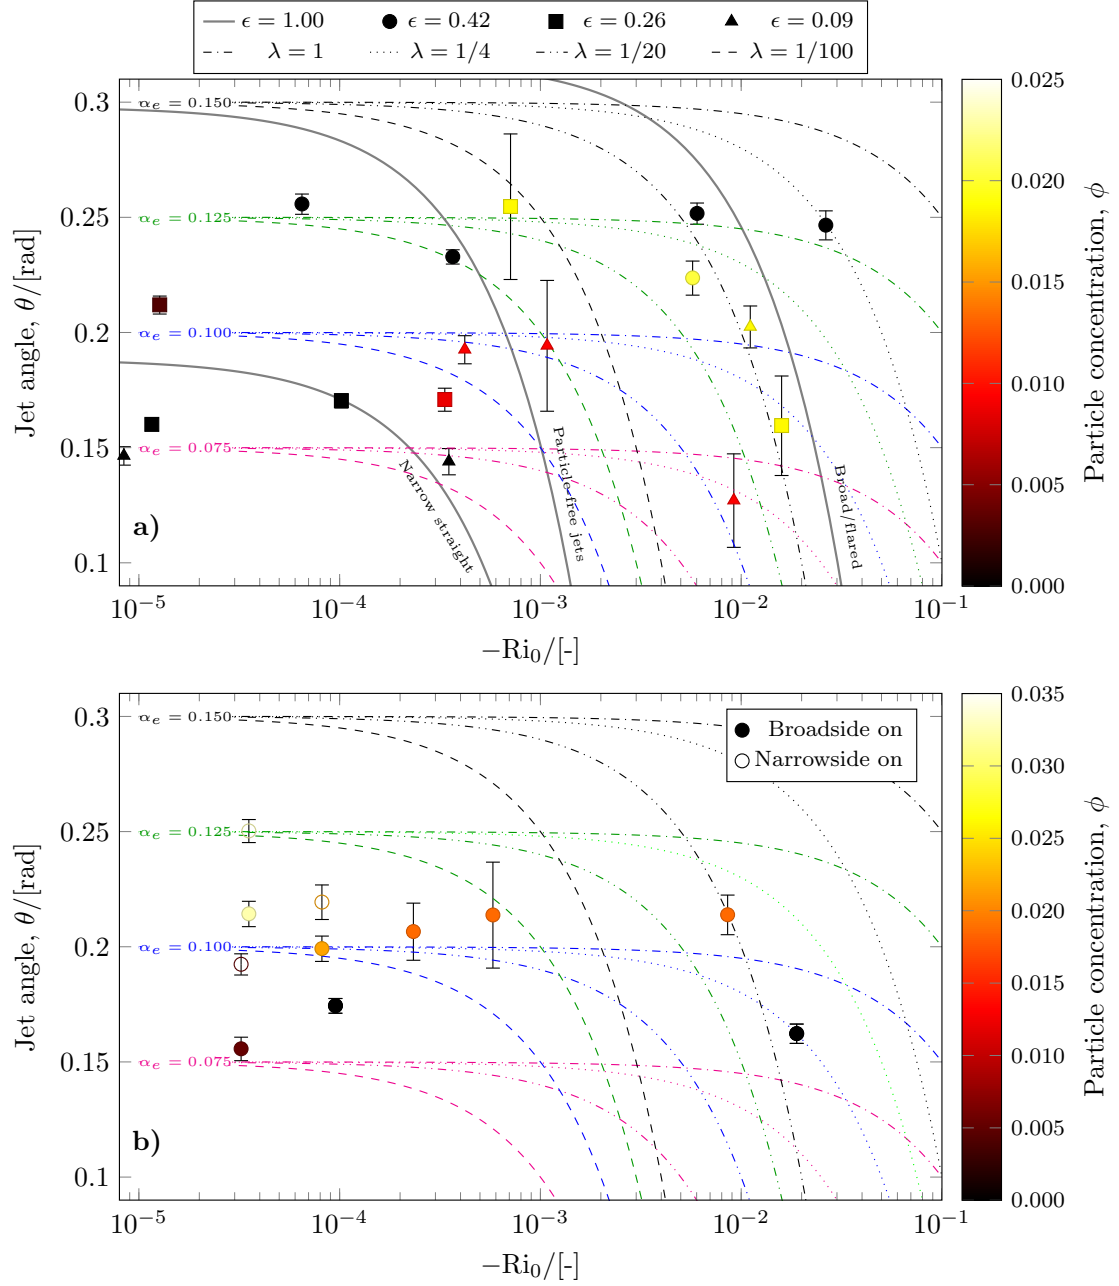 ϵ = 1.00 ϵ = 0.42 ϵ = 0.26 ϵ = 0.09
λ = 1 λ = 1/4 λ = 1/20 λ = 1/100
Jet angle, θ/[rad]
0.3
0.25
0.2
0.15
0.1
α_e = 0.150
α_e = 0.125
α_e = 0.100
α_e = 0.075
Narrow straight
Particle-free jets
Broad/flared
a)
10⁻⁵ 10⁻⁴ 10⁻³ 10⁻² 10⁻¹
−Ri₀/[-]
0.025
0.020
0.015
0.010
0.005
0.000
Particle concentration, ϕ
Jet angle, θ/[rad]
0.3
0.25
0.2
0.15
0.1
α_e = 0.150
α_e = 0.125
α_e = 0.100
α_e = 0.075
Broadside on
Narrowside on
b)
10⁻⁵ 10⁻⁴ 10⁻³ 10⁻² 10⁻¹
−Ri₀/[-]
0.035
0.030
0.025
0.020
0.015
0.010
0.005
0.000
Particle concentration, ϕ